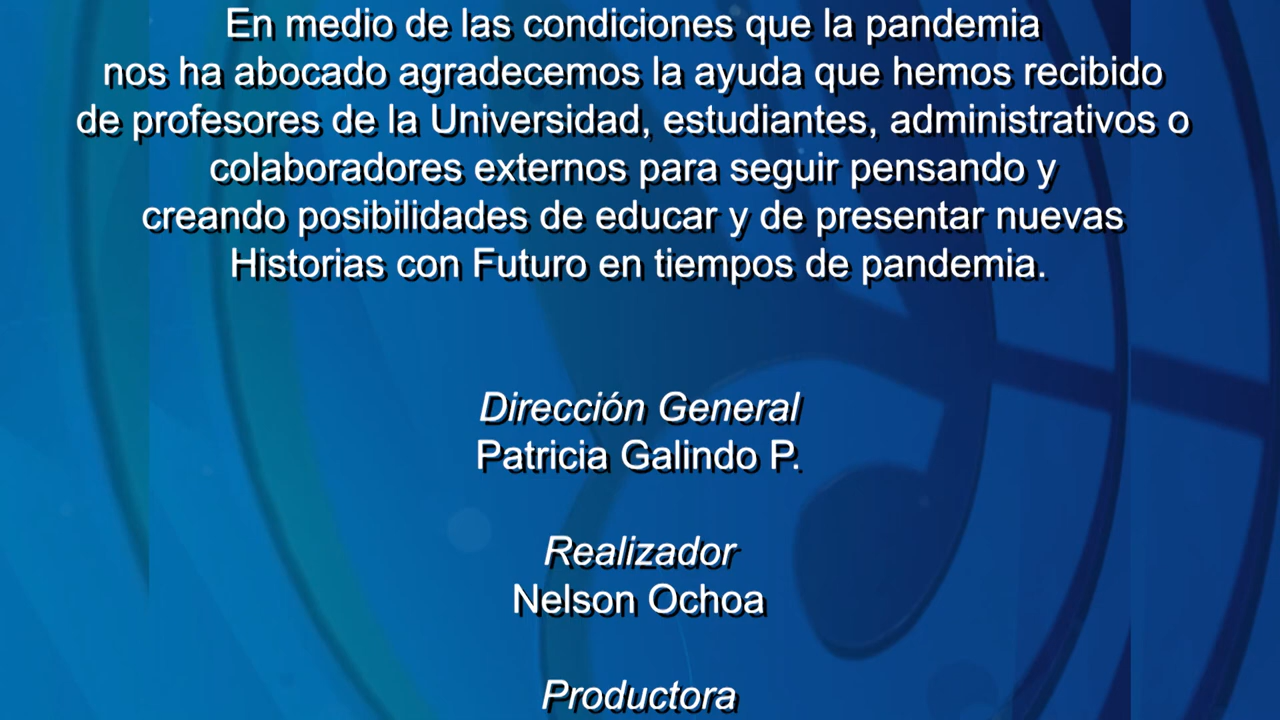 En medio de las condiciones que la pandemia
nos ha abocado agradecemos la ayuda que hemos recibido
de profesores de la Universidad, estudiantes, administrativos o
colaboradores externos para seguir pensando y
creando posibilidades de educar y de presentar nuevas
Historias con Futuro en tiempos de pandemia.
Dirección General
Patricia Galindo P.
Realizador
Nelson Ochoa
Productora